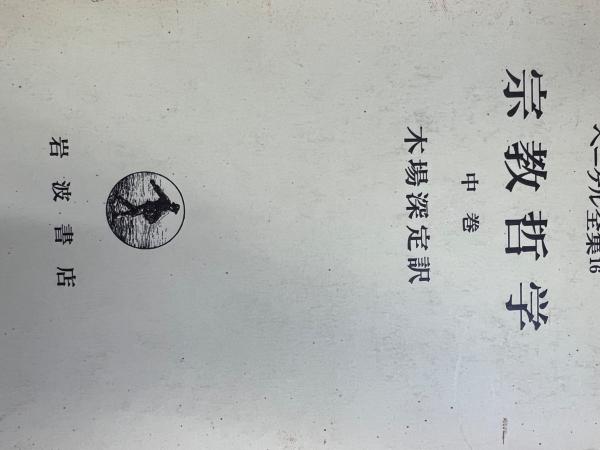 ヘーゲル全集16
宗教哲学
中巻
木場深定訳
岩波書店